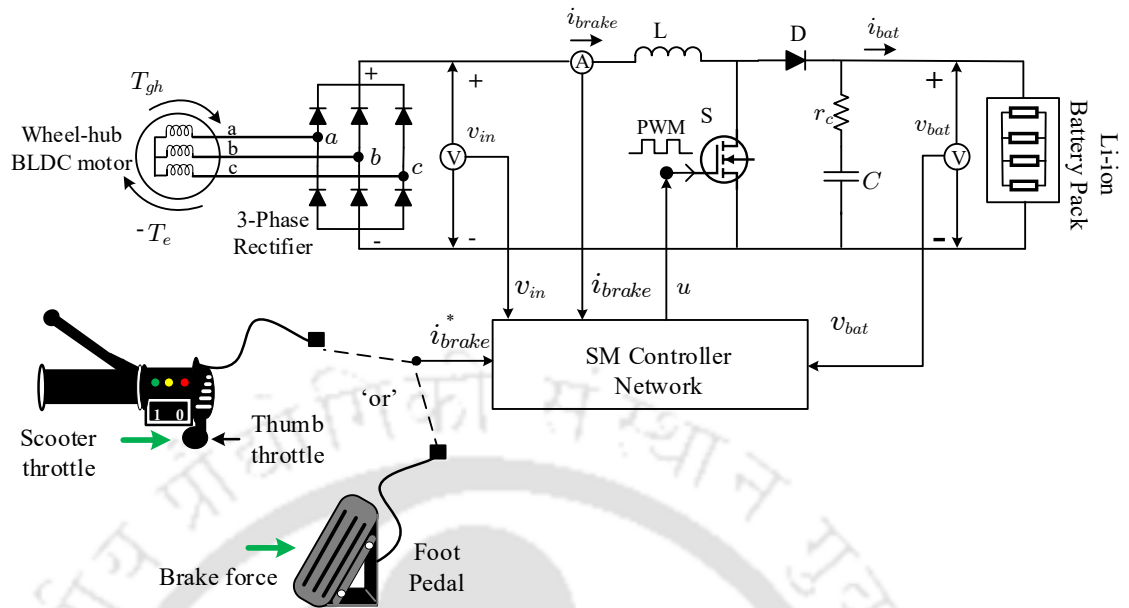 i_brake
L
D
i_bat
T_gh
+
+
+
S
r_c
Wheel-hub
BLDC motor
a
b
c
a
b
c
v_in
V
A
PWM
v_bat
V
C
Li-ion
Battery Pack
-T_e
3-Phase
Rectifier
-
-
-
v_in
i_brake
u
v_bat
i*_brake
SM Controller
Network
'or'
1 0
Scooter
throttle
Thumb
throttle
Brake force
Foot
Pedal